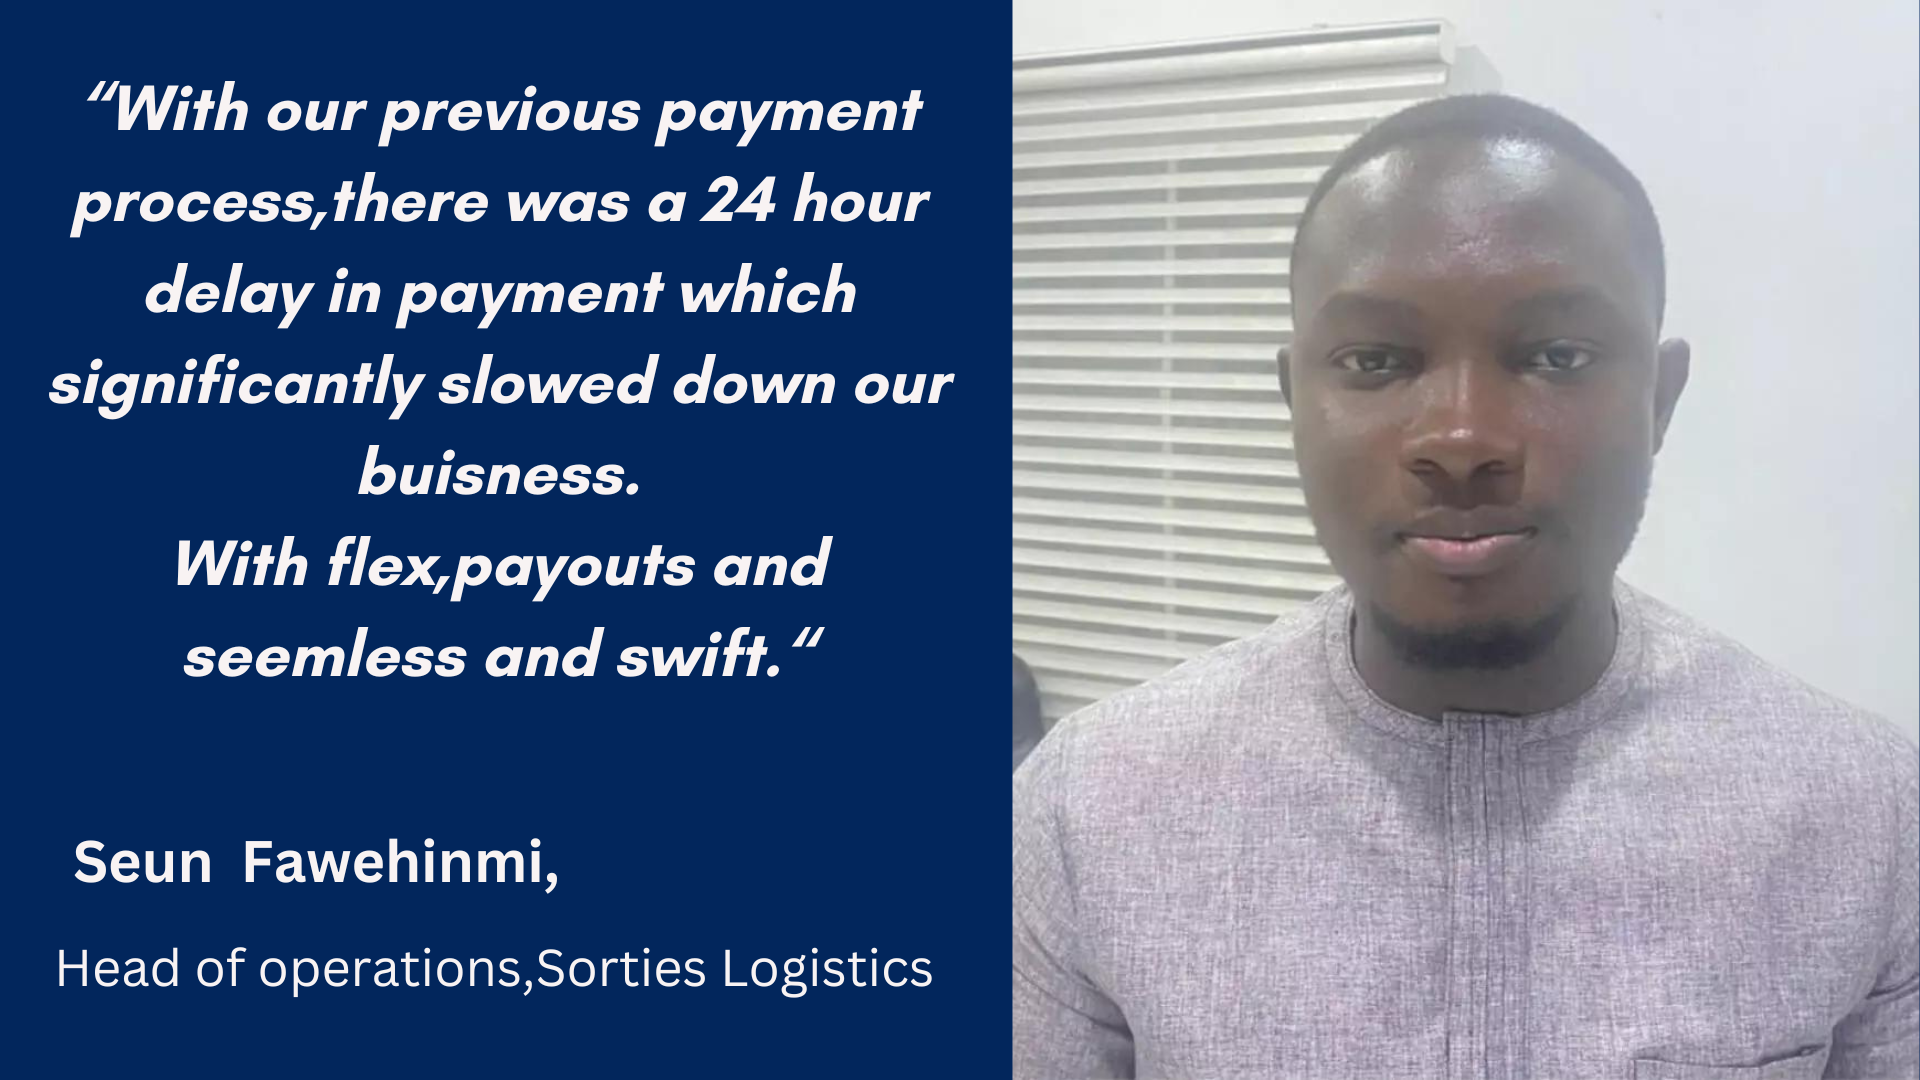 “With our previous payment
process,there was a 24 hour
delay in payment which
significantly slowed down our
buisness.
With flex,payouts and
seemless and swift.“
Seun Fawehinmi,
Head of operations,Sorties Logistics